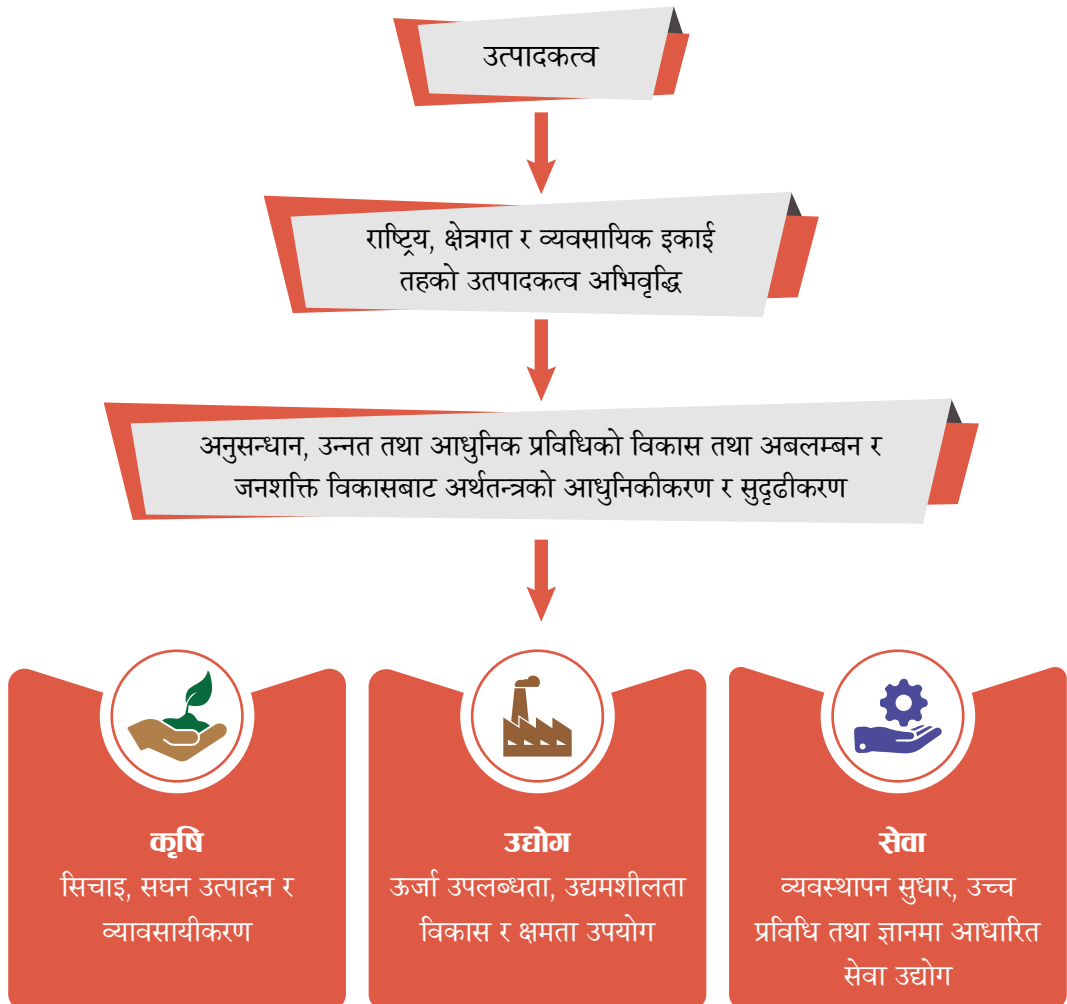 उत्पादकत्व
राष्ट्रिय, क्षेत्रगत र व्यवसायिक इकाई
तहको उतपादकत्व अभिवृद्धि
अनुसन्धान, उन्नत तथा आधुनिक प्रविधिको विकास तथा अबलम्बन र
जनशक्ति विकासबाट अर्थतन्त्रको आधुनिकीकरण र सुदृढीकरण
कृषि
सिचाइ, सघन उत्पादन र
व्यावसायीकरण
उद्योग
ऊर्जा उपलब्धता, उद्यमशीलता
विकास र क्षमता उपयोग
सेवा
व्यवस्थापन सुधार, उच्च
प्रविधि तथा ज्ञानमा आधारित
सेवा उद्योग